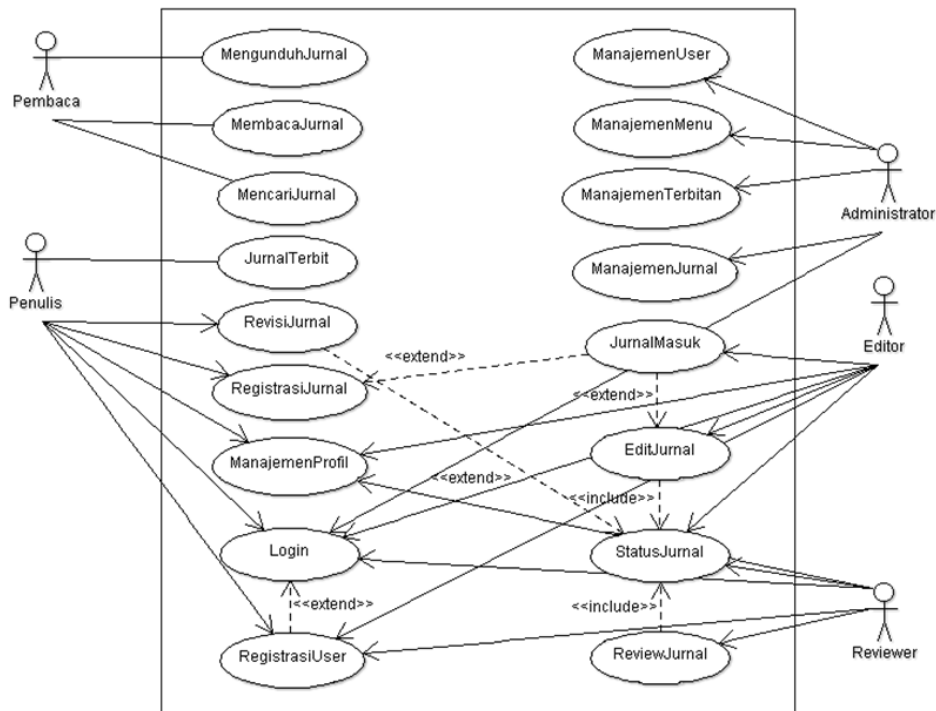 MengunduhJurnal
ManajemenUser
Pembaca
MembacaJurnal
ManajemenMenu
MencariJurnal
ManajemenTerbitan
Administrator
JurnalTerbit
ManajemenJurnal
Penulis
RevisiJurnal
JurnalMasuk
Editor
<<extend>>
RegistrasiJurnal
<<extend>>
EditJurnal
ManajemenProfil
<<extend>>
<<include>>
Login
StatusJurnal
<<extend>>
<<include>>
RegistrasiUser
ReviewJurnal
Reviewer